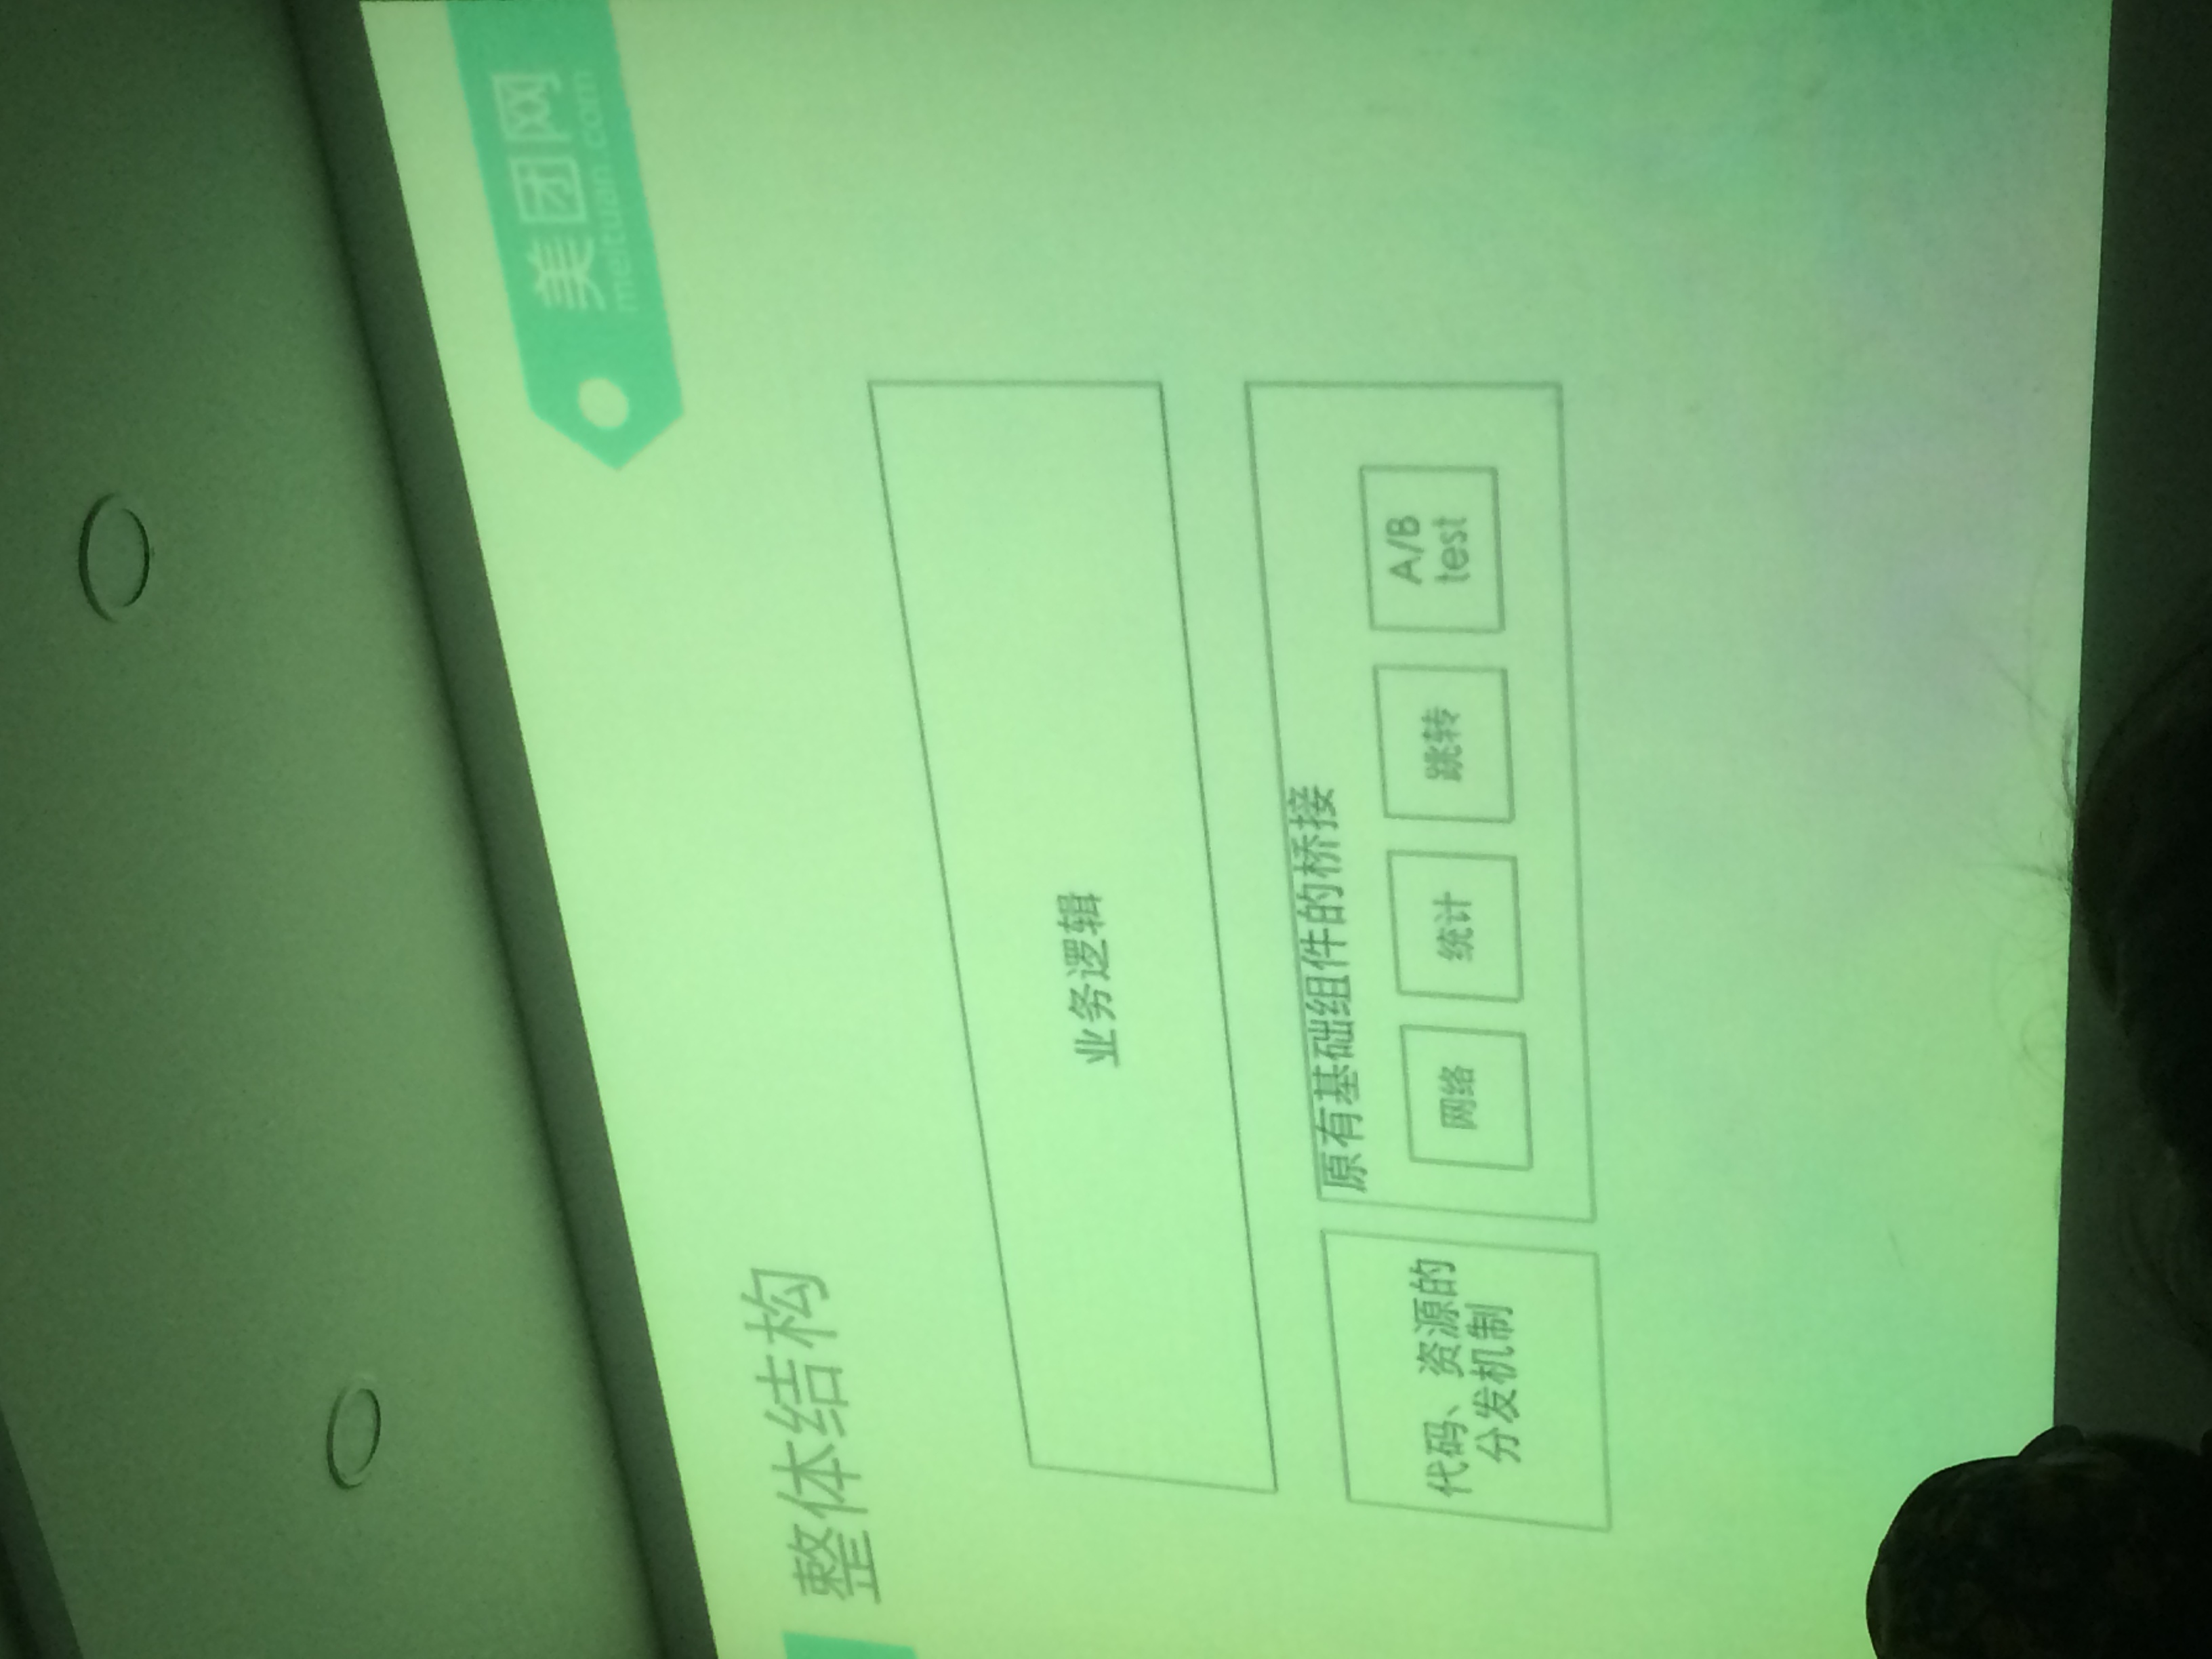 美团网
meituan.com
整体结构
业务逻辑
代码、资源的
分发机制
原有基础组件的桥接
网络
统计
跳转
A/B
test